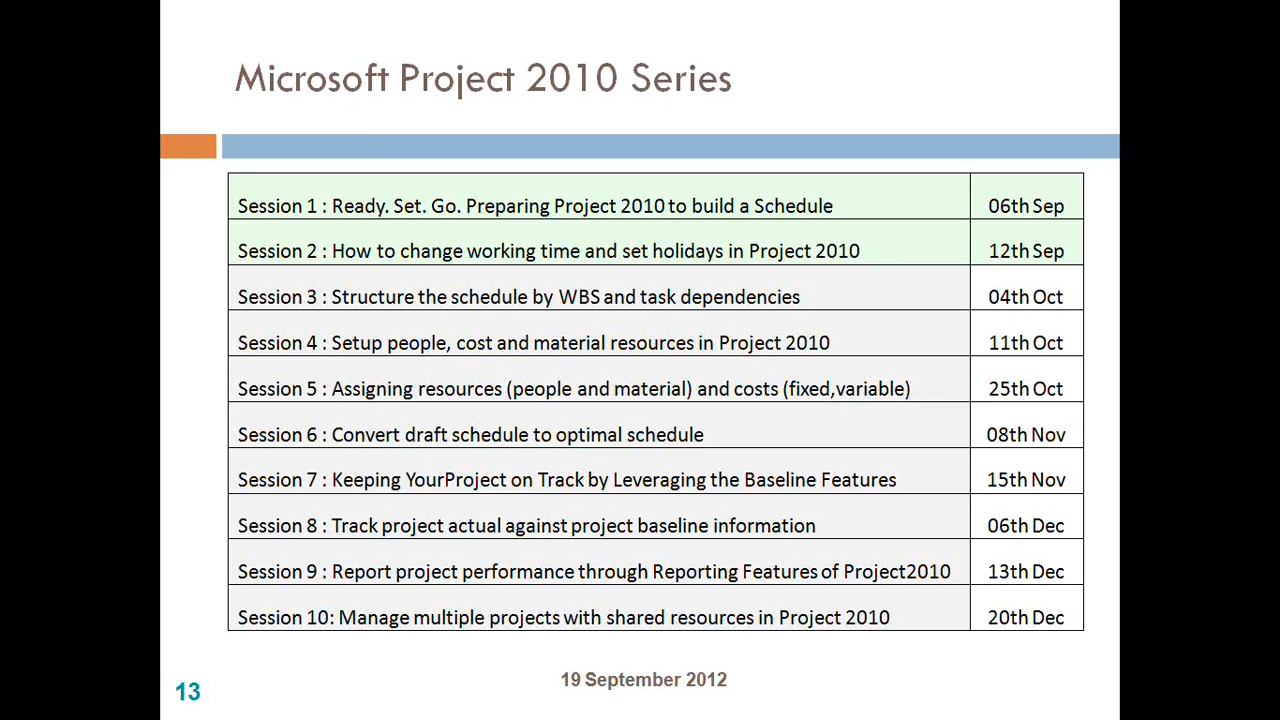 Microsoft Project 2010 Series
Session 1 : Ready. Set. Go. Preparing Project 2010 to build a Schedule 06th Sep
Session 2 : How to change working time and set holidays in Project 2010 12th Sep
Session 3 : Structure the schedule by WBS and task dependencies 04th Oct
Session 4 : Setup people, cost and material resources in Project 2010 11th Oct
Session 5 : Assigning resources (people and material) and costs (fixed,variable) 25th Oct
Session 6 : Convert draft schedule to optimal schedule 08th Nov
Session 7 : Keeping YourProject on Track by Leveraging the Baseline Features 15th Nov
Session 8 : Track project actual against project baseline information 06th Dec
Session 9 : Report project performance through Reporting Features of Project2010 13th Dec
Session 10: Manage multiple projects with shared resources in Project 2010 20th Dec
19 September 2012
13